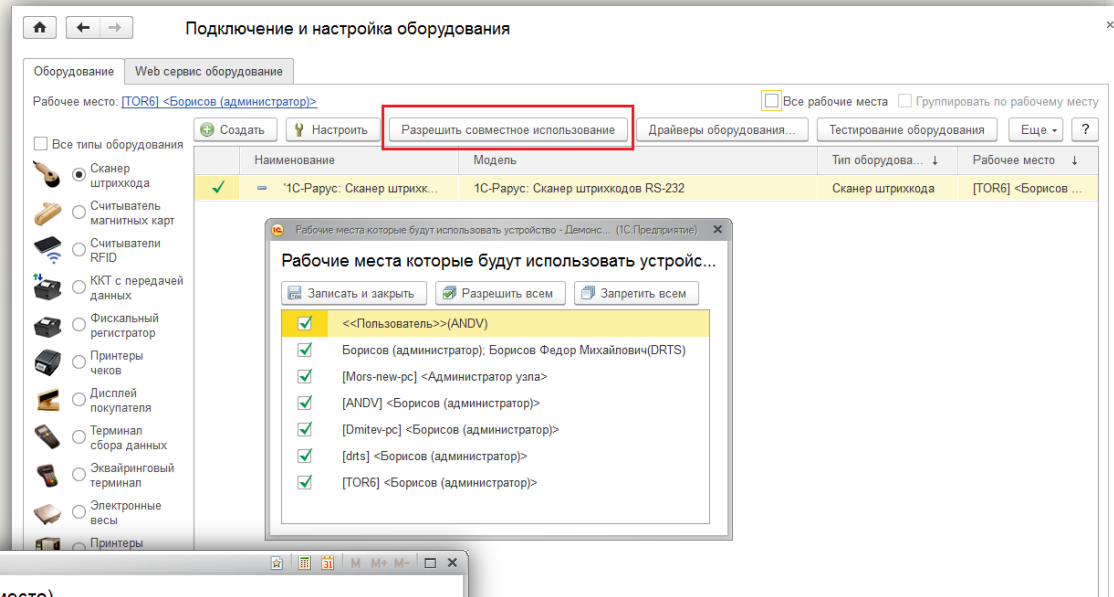 Подключение и настройка оборудования
Оборудование Web сервис оборудование
Рабочее место: [TOR6] <Борисов (администратор)>
Все рабочие места Группировать по рабочему месту
Создать Настроить Разрешить совместное использование Драйверы оборудования... Тестирование оборудования Еще ?
Все типы оборудования
Наименование Модель Тип оборудова... ↓ Рабочее место ↓
'1С-Рарус: Сканер штрихк... 1С-Рарус: Сканер штрихкодов RS-232 Сканер штрихкода [TOR6] <Борисов ...
Сканер
штрихкода
Считыватель
магнитных карт
Считыватели
RFID
ККТ с передачей
данных
Фискальный
регистратор
Принтеры
чеков
Дисплей
покупателя
Терминал
сбора данных
Эквайринговый
терминал
Электронные
весы
Принтеры
Рабочие места которые будут использовать устройство - Демонс... (1С:Предприятие)
Рабочие места которые будут использовать устройс...
Записать и закрыть Разрешить всем Запретить всем
<<Пользователь>>(ANDV)
Борисов (администратор); Борисов Федор Михайлович(DRTS)
[Mors-new-pc] <Администратор узла>
[ANDV] <Борисов (администратор)>
[Dmitev-pc] <Борисов (администратор)>
[drts] <Борисов (администратор)>
[TOR6] <Борисов (администратор)>
31 M M+ M-